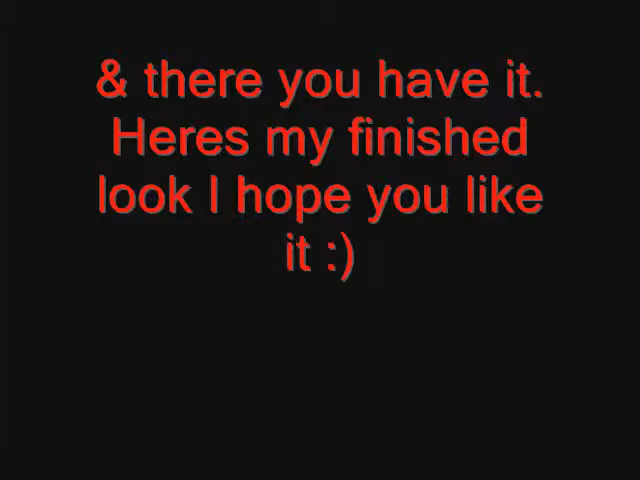 & there you have it.
Heres my finished
look I hope you like
it :)